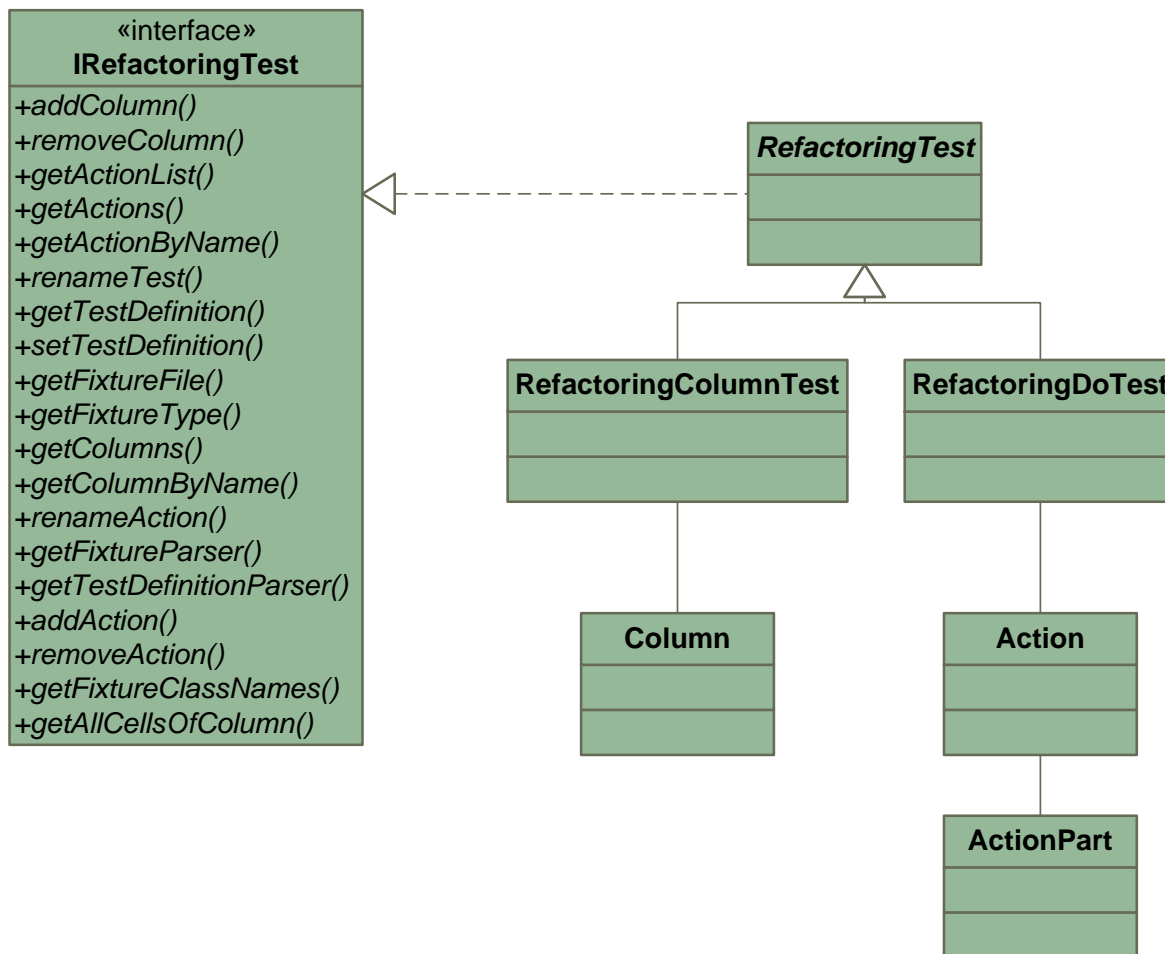 «interface»
IRefactoringTest
+addColumn()
+removeColumn()
+getActionList()
+getActions()
+getActionByName()
+renameTest()
+getTestDefinition()
+setTestDefinition()
+getFixtureFile()
+getFixtureType()
+getColumns()
+getColumnByName()
+renameAction()
+getFixtureParser()
+getTestDefinitionParser()
+addAction()
+removeAction()
+getFixtureClassNames()
+getAllCellsOfColumn()
RefactoringTest
RefactoringColumnTest
RefactoringDoTest
Column
Action
ActionPart